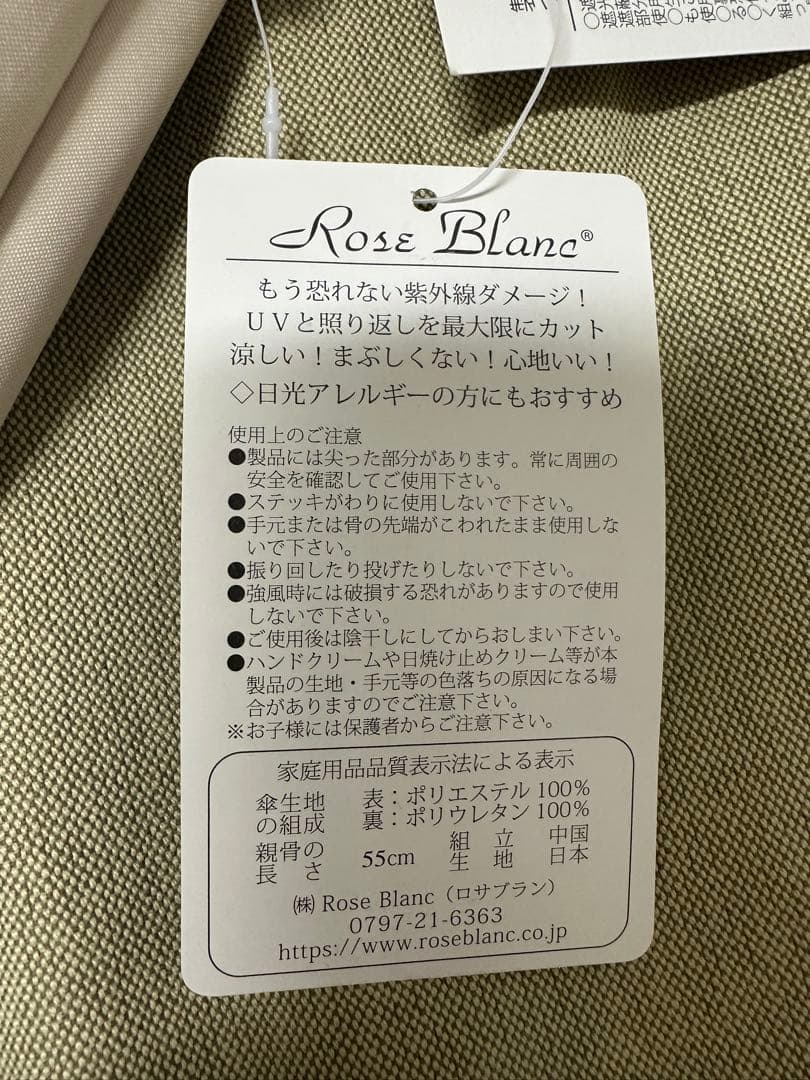 Rose Blanc®
もう恐れない紫外線ダメージ！
UVと照り返しを最大限にカット
涼しい！まぶしくない！心地いい！
◇日光アレルギーの方にもおすすめ
使用上のご注意
●製品には尖った部分があります。常に周囲の
安全を確認してご使用下さい。
●ステッキがわりに使用しないで下さい。
●手元または骨の先端がこわれたまま使用しな
いで下さい。
●振り回したり投げたりしないで下さい。
●強風時には破損する恐れがありますので使用
しないで下さい。
●ご使用後は陰干しにしてからおしまい下さい。
●ハンドクリームや日焼け止めクリーム等が本
製品の生地・手元等の色落ちの原因になる場
合がありますのでご注意下さい。
※お子様には保護者からご注意下さい。
家庭用品品質表示法による表示
傘生地の組成 表：ポリエステル 100%
裏：ポリウレタン 100%
親骨の長さ 55cm 組立 中国
生地 日本
㈱ Rose Blanc（ロサブラン）
0797-21-6363
https://www.roseblanc.co.jp